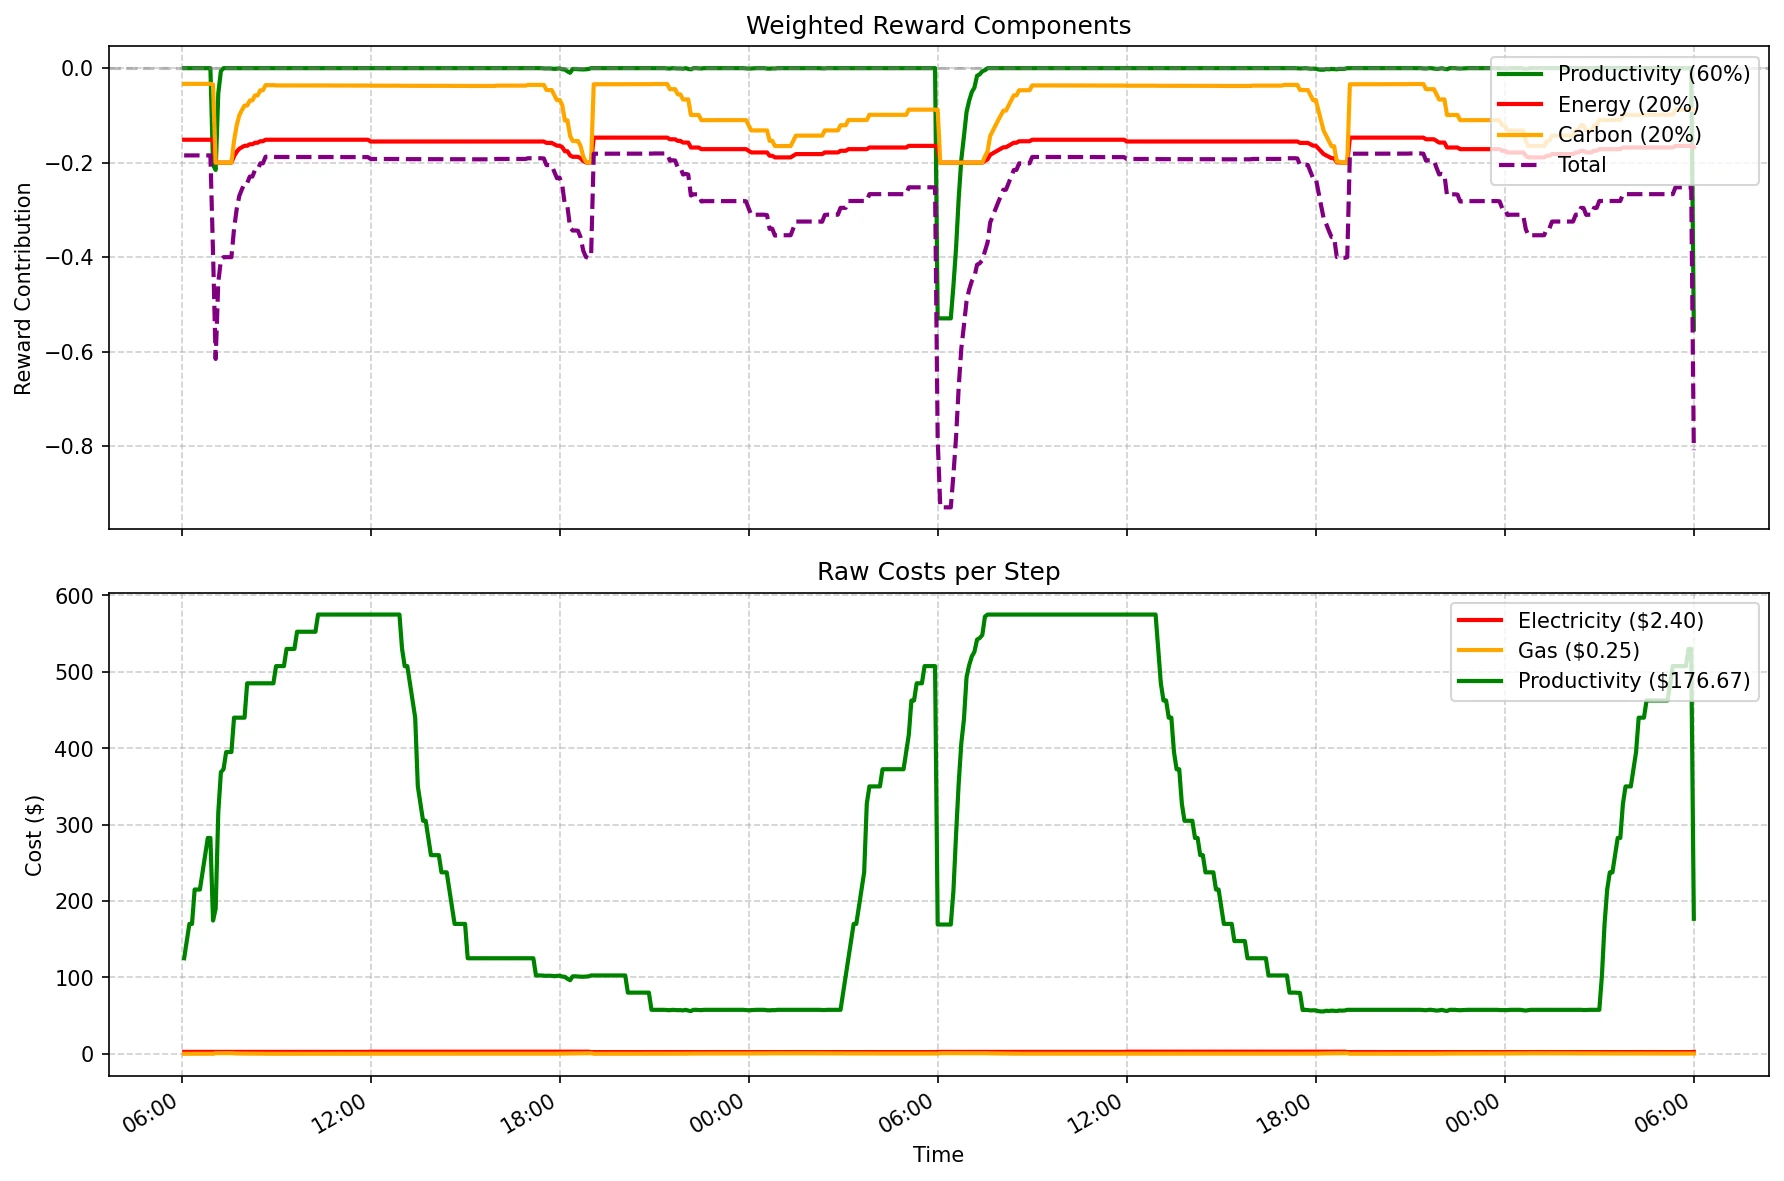 Weighted Reward Components
Reward Contribution
0.0
−0.2
−0.4
−0.6
−0.8
Productivity (60%)
Energy (20%)
Carbon (20%)
Total
Raw Costs per Step
Cost ($)
600
500
400
300
200
100
0
Electricity ($2.40)
Gas ($0.25)
Productivity ($176.67)
06:00
12:00
18:00
00:00
06:00
12:00
18:00
00:00
06:00
Time